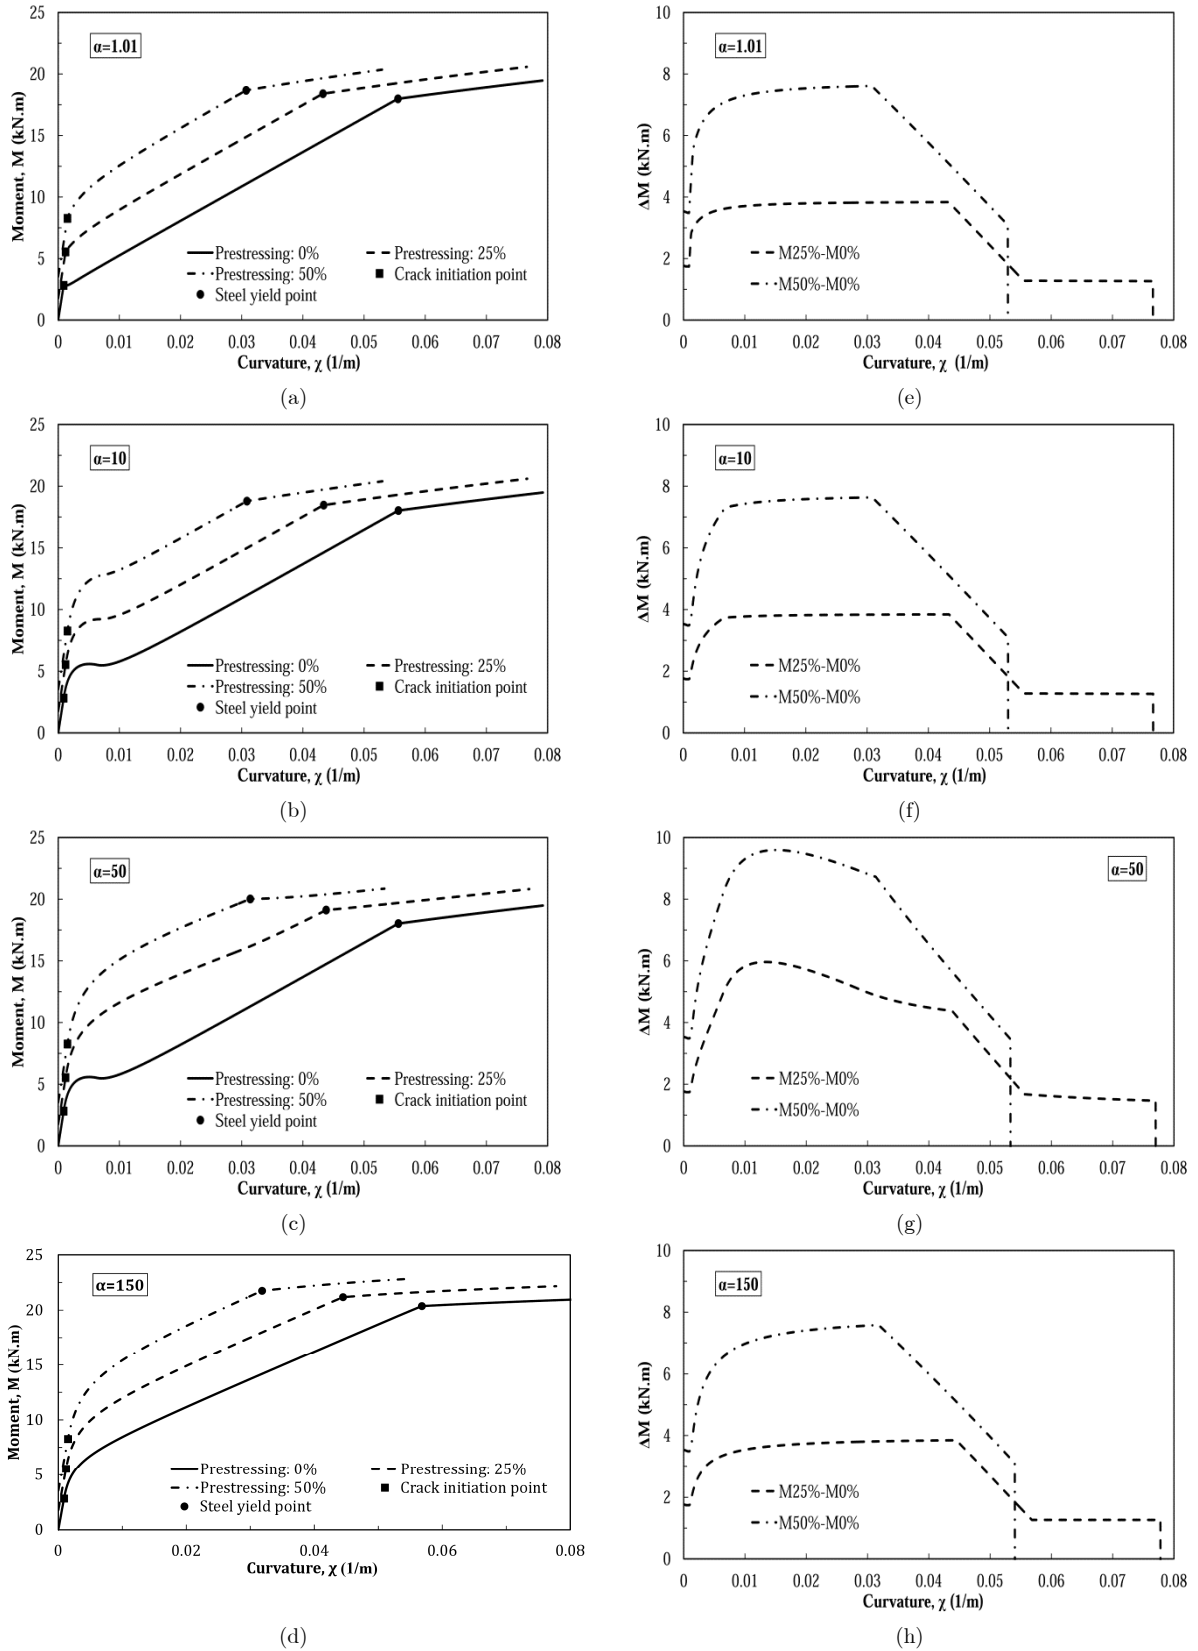 α=1.01
25
20
15
10
5
0
Moment, M (kN.m)
Prestressing: 0%
Prestressing: 25%
Prestressing: 50%
Crack initiation point
Steel yield point
0 0.01 0.02 0.03 0.04 0.05 0.06 0.07 0.08
Curvature, χ (1/m)
(a)
α=1.01
10
8
6
4
2
0
ΔM (kN.m)
M25%-M0%
M50%-M0%
0 0.01 0.02 0.03 0.04 0.05 0.06 0.07 0.08
Curvature, χ (1/m)
(e)
α=10
25
20
15
10
5
0
Moment, M (kN.m)
Prestressing: 0%
Prestressing: 25%
Prestressing: 50%
Crack initiation point
Steel yield point
0 0.01 0.02 0.03 0.04 0.05 0.06 0.07 0.08
Curvature, χ (1/m)
(b)
α=10
10
8
6
4
2
0
ΔM (kN.m)
M25%-M0%
M50%-M0%
0 0.01 0.02 0.03 0.04 0.05 0.06 0.07 0.08
Curvature, χ (1/m)
(f)
α=50
25
20
15
10
5
0
Moment, M (kN.m)
Prestressing: 0%
Prestressing: 25%
Prestressing: 50%
Crack initiation point
Steel yield point
0 0.01 0.02 0.03 0.04 0.05 0.06 0.07 0.08
Curvature, χ (1/m)
(c)
α=50
10
8
6
4
2
0
ΔM (kN.m)
M25%-M0%
M50%-M0%
0 0.01 0.02 0.03 0.04 0.05 0.06 0.07 0.08
Curvature, χ (1/m)
(g)
α=150
25
20
15
10
5
0
Moment, M (kN.m)
Prestressing: 0%
Prestressing: 25%
Prestressing: 50%
Crack initiation point
Steel yield point
0 0.02 0.04 0.06 0.08
Curvature, χ (1/m)
(d)
α=150
10
8
6
4
2
0
ΔM (kN.m)
M25%-M0%
M50%-M0%
0 0.01 0.02 0.03 0.04 0.05 0.06 0.07 0.08
Curvature, χ (1/m)
(h)